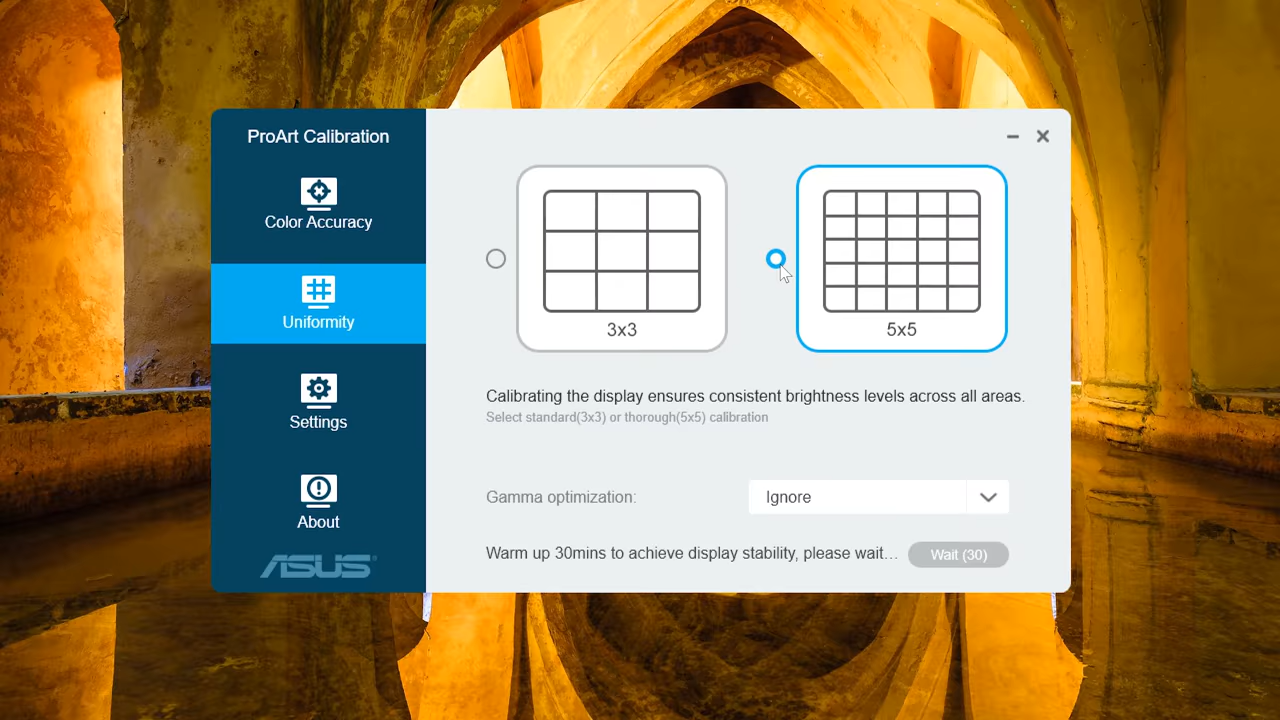 ProArt Calibration
Color Accuracy
Uniformity
Settings
About
ASUS
3x3
5x5
Calibrating the display ensures consistent brightness levels across all areas.
Select standard(3x3) or thorough(5x5) calibration
Gamma optimization:
Ignore
Warm up 30mins to achieve display stability, please wait…
Wait (30)